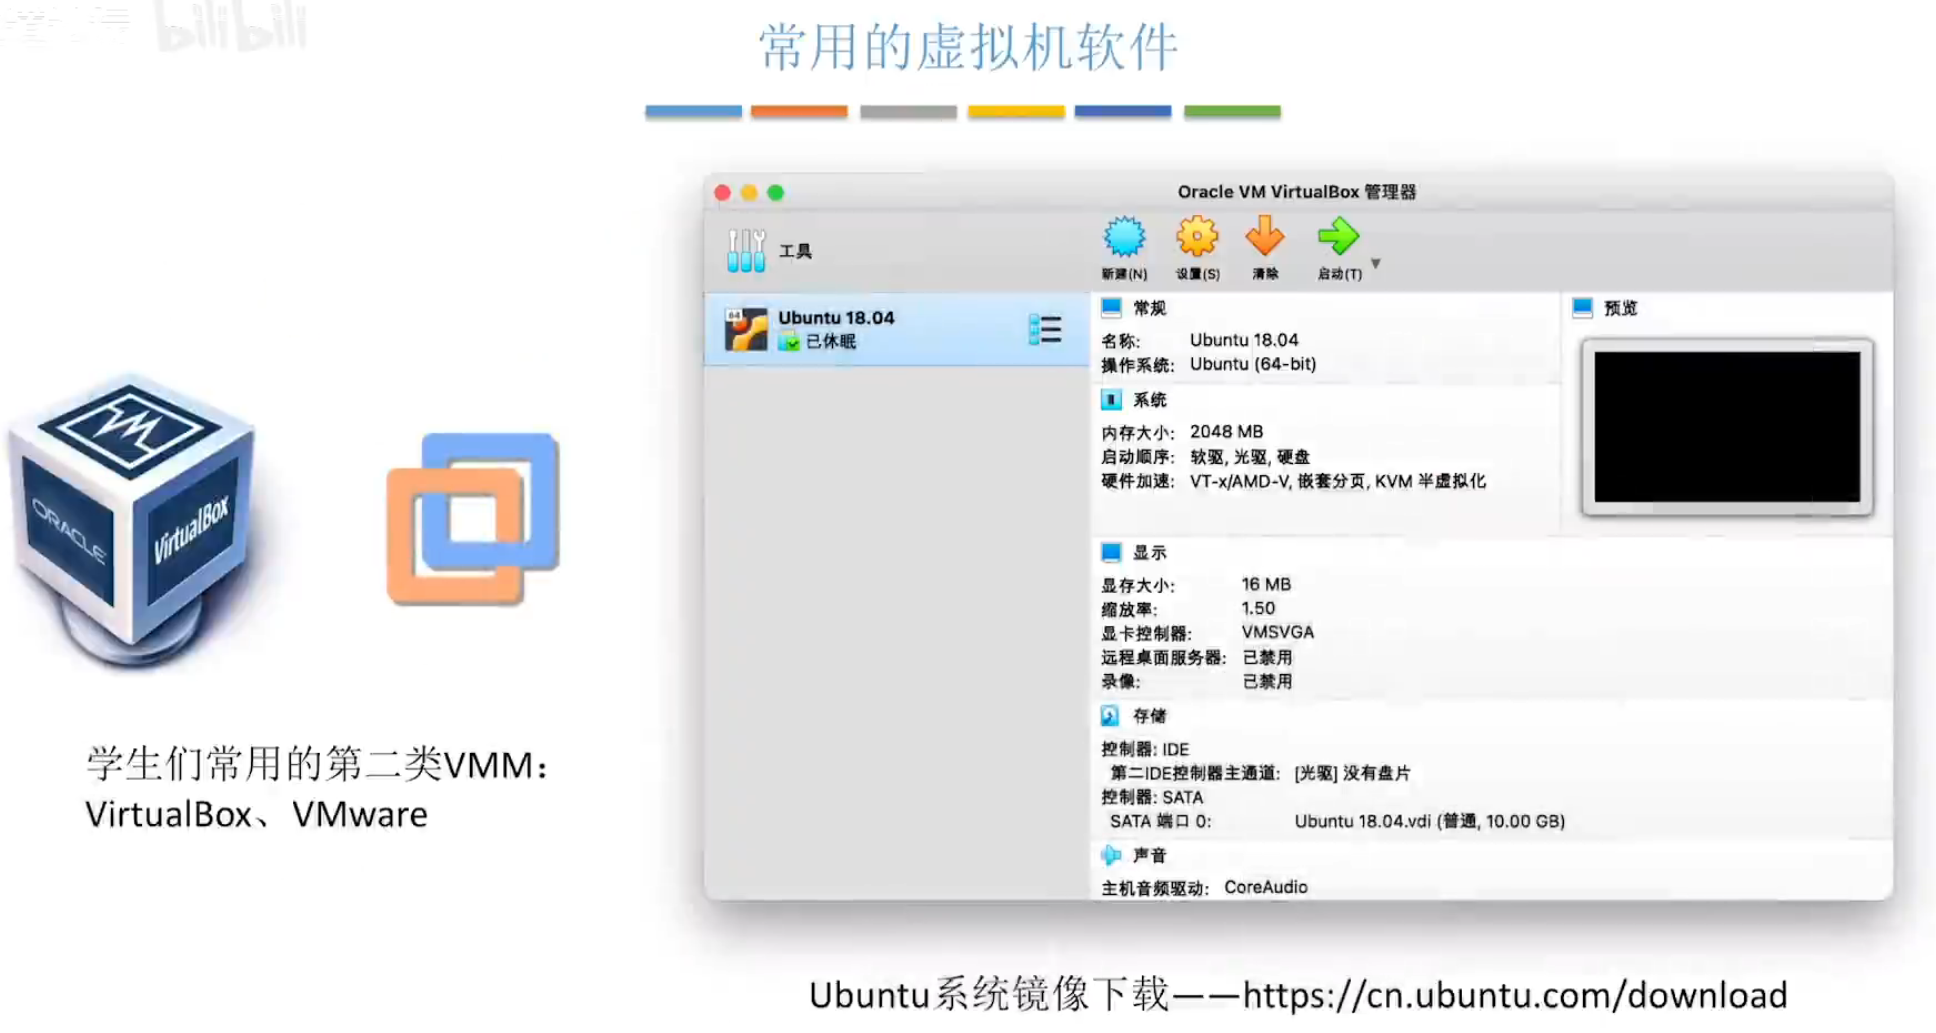 bilibili
常用的虚拟机软件
Oracle VM VirtualBox 管理器
工具
新建(N)
设置(S)
清除
启动(T)
Ubuntu 18.04
已休眠
常规
名称: Ubuntu 18.04
操作系统: Ubuntu (64-bit)
系统
内存大小: 2048 MB
启动顺序: 软驱, 光驱, 硬盘
硬件加速: VT-x/AMD-V, 嵌套分页, KVM 半虚拟化
预览
显示
显存大小: 16 MB
缩放率: 1.50
显卡控制器: VMSVGA
远程桌面服务器: 已禁用
录像: 已禁用
存储
控制器: IDE
第二IDE控制器主通道: [光驱] 没有盘片
控制器: SATA
SATA 端口 0: Ubuntu 18.04.vdi (普通, 10.00 GB)
声音
主机音频驱动: CoreAudio
ORACLE
VirtualBox
64
学生们常用的第二类VMM：
VirtualBox、VMware
Ubuntu系统镜像下载——https://cn.ubuntu.com/download